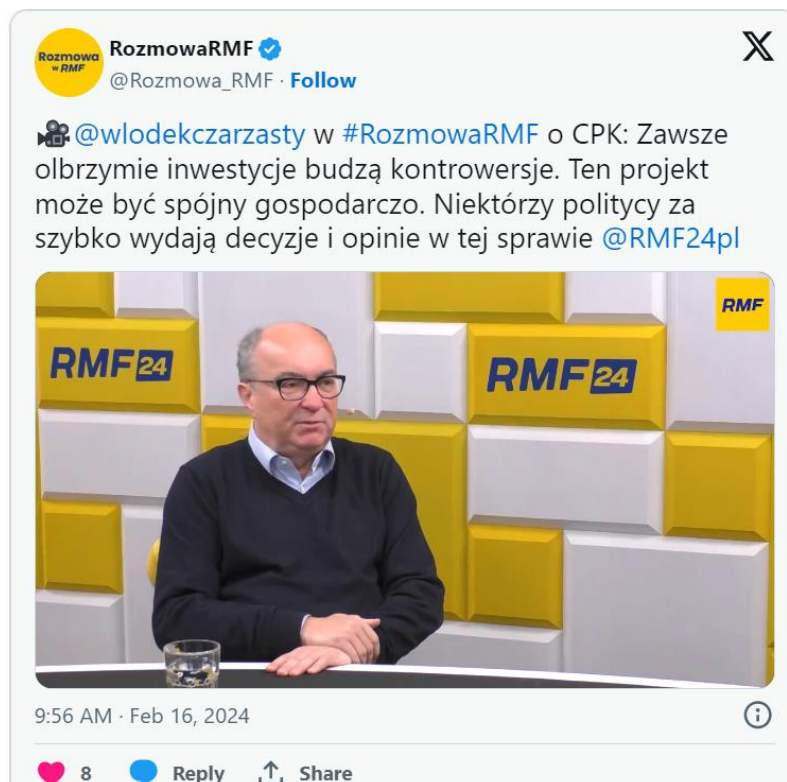 Rozmowa
w RMF
RozmowaRMF
@Rozmowa_RMF · Follow
@wlodekczarzasty w #RozmowaRMF o CPK: Zawsze
olbrzymie inwestycje budzą kontrowersje. Ten projekt
może być spójny gospodarczo. Niektórzy politycy za
szybko wydają decyzje i opinie w tej sprawie @RMF24pl
RMF
RMF24
RMF24
9:56 AM · Feb 16, 2024
8 Reply Share